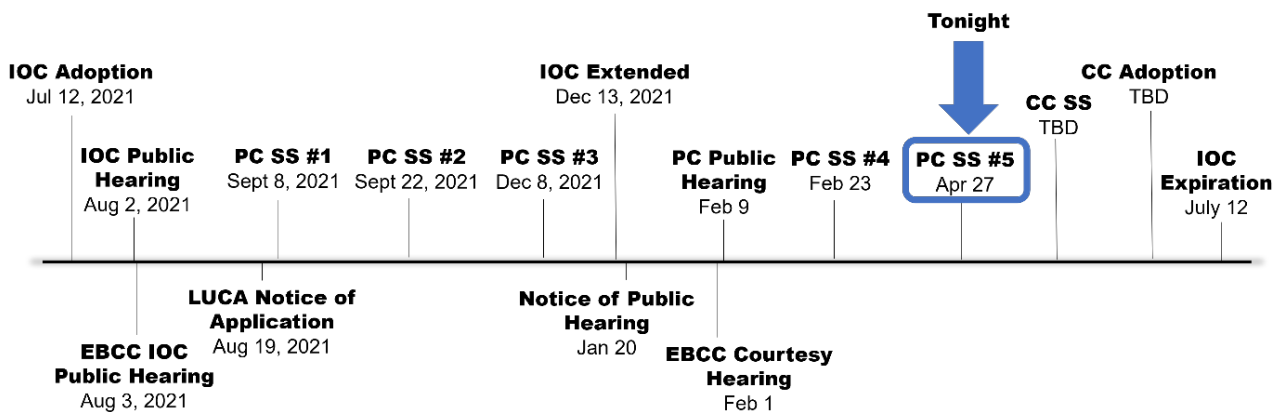 Tonight
IOC Adoption
Jul 12, 2021
IOC Extended
Dec 13, 2021
CC Adoption
TBD
CC SS
TBD
IOC Public
Hearing
Aug 2, 2021
PC SS #1
Sept 8, 2021
PC SS #2
Sept 22, 2021
PC SS #3
Dec 8, 2021
PC Public
Hearing
Feb 9
PC SS #4
Feb 23
PC SS #5
Apr 27
IOC
Expiration
July 12
LUCA Notice of
Application
Aug 19, 2021
Notice of Public
Hearing
Jan 20
EBCC IOC
Public Hearing
Aug 3, 2021
EBCC Courtesy
Hearing
Feb 1